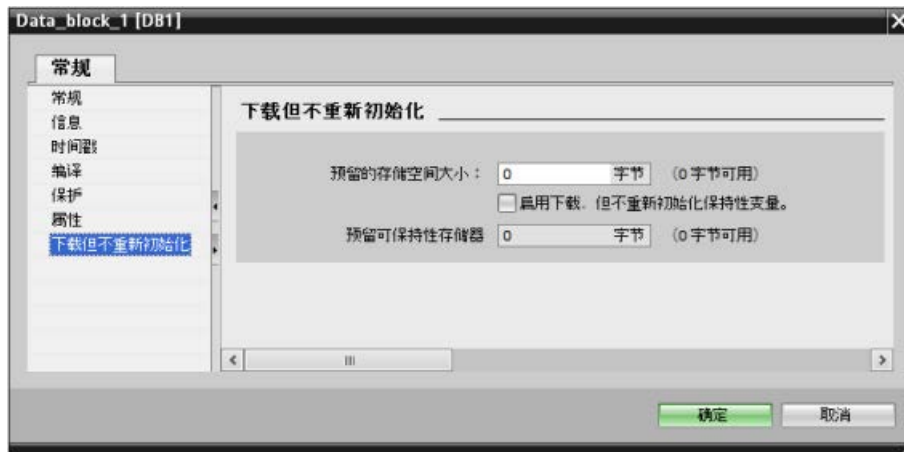 Data_block_1 [DB1]
常规
常规
信息
时间戳
编译
保护
属性
下载但不重新初始化
下载但不重新初始化
预留的存储空间大小： 0 字节 (0 字节可用)
启用下载，但不重新初始化保持性变量。
预留可保持性存储器 0 字节 (0 字节可用)
确定 取消